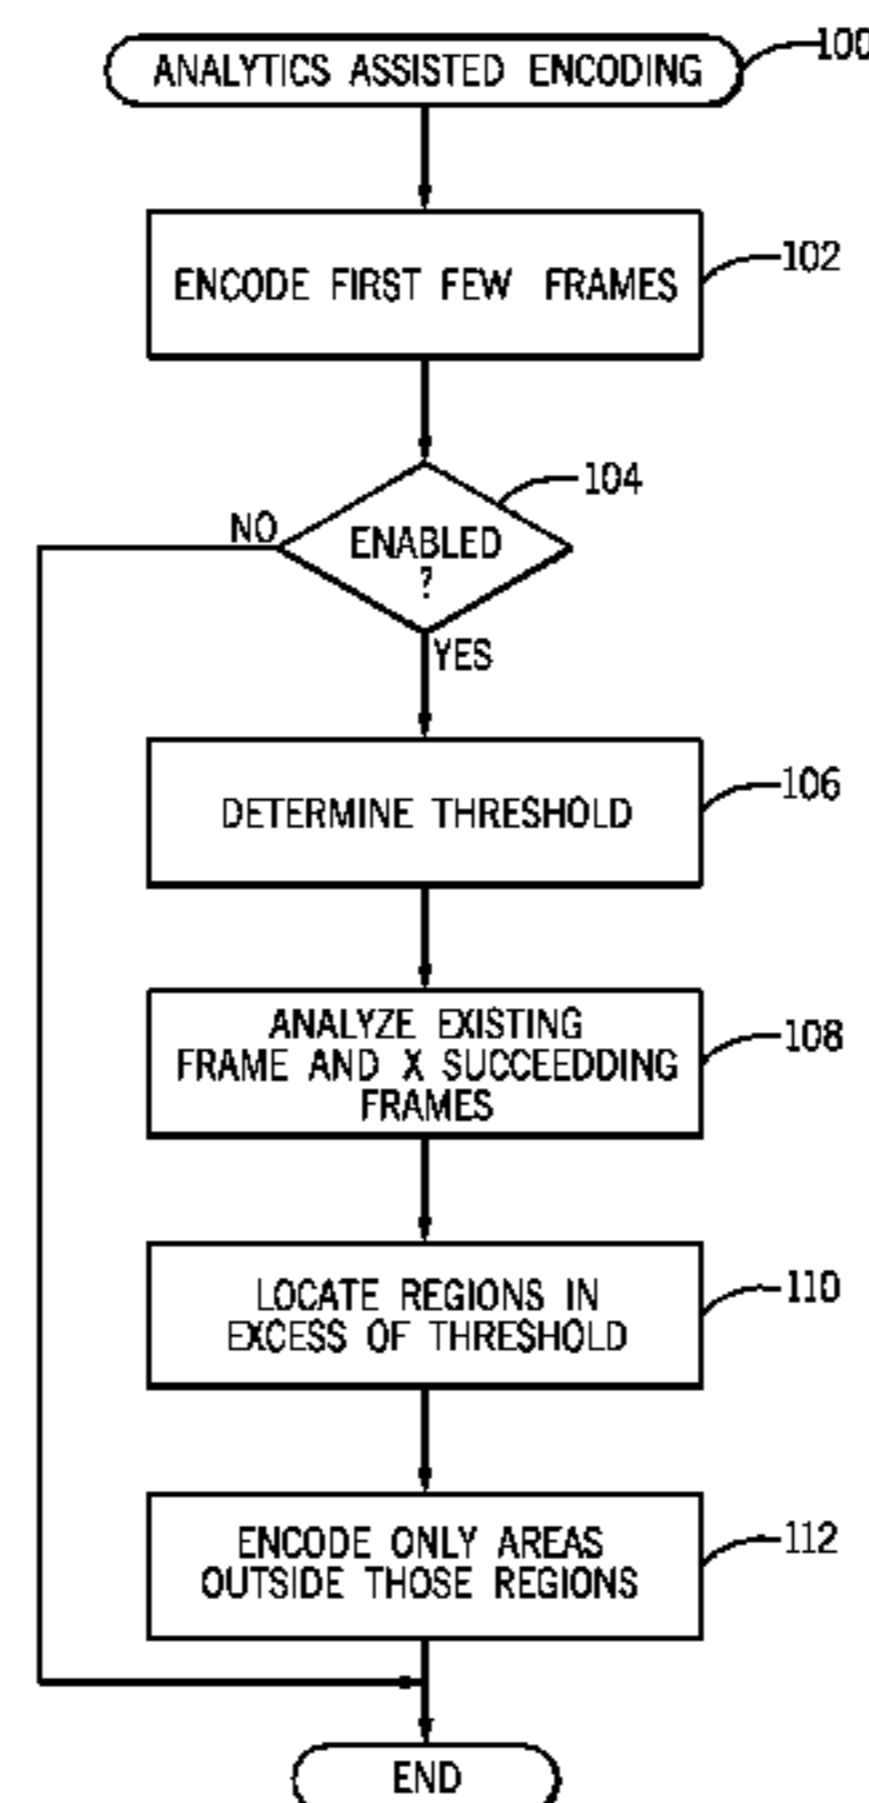 ANALYTICS ASSISTED ENCODING
100
ENCODE FIRST FEW FRAMES
102
104
NO
ENABLED
?
YES
DETERMINE THRESHOLD
106
ANALYZE EXISTING
FRAME AND X SUCCEEDDING
FRAMES
108
LOCATE REGIONS IN
EXCESS OF THRESHOLD
110
ENCODE ONLY AREAS
OUTSIDE THOSE REGIONS
112
END